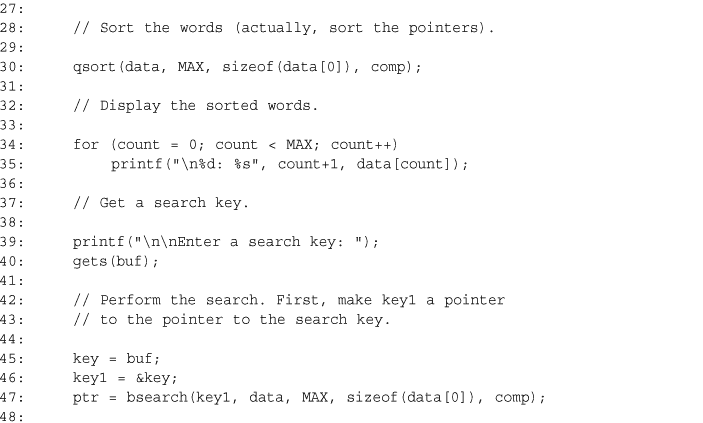 27:
28:     // Sort the words (actually, sort the pointers).
29:
30:     qsort(data, MAX, sizeof(data[0]), comp);
31:
32:     // Display the sorted words.
33:
34:     for (count = 0; count < MAX; count++)
35:         printf("\n%d: %s", count+1, data[count]);
36:
37:     // Get a search key.
38:
39:     printf("\n\nEnter a search key: ");
40:     gets(buf);
41:
42:     // Perform the search. First, make key1 a pointer
43:     // to the pointer to the search key.
44:
45:     key = buf;
46:     key1 = &key;
47:     ptr = bsearch(key1, data, MAX, sizeof(data[0]), comp);
48: